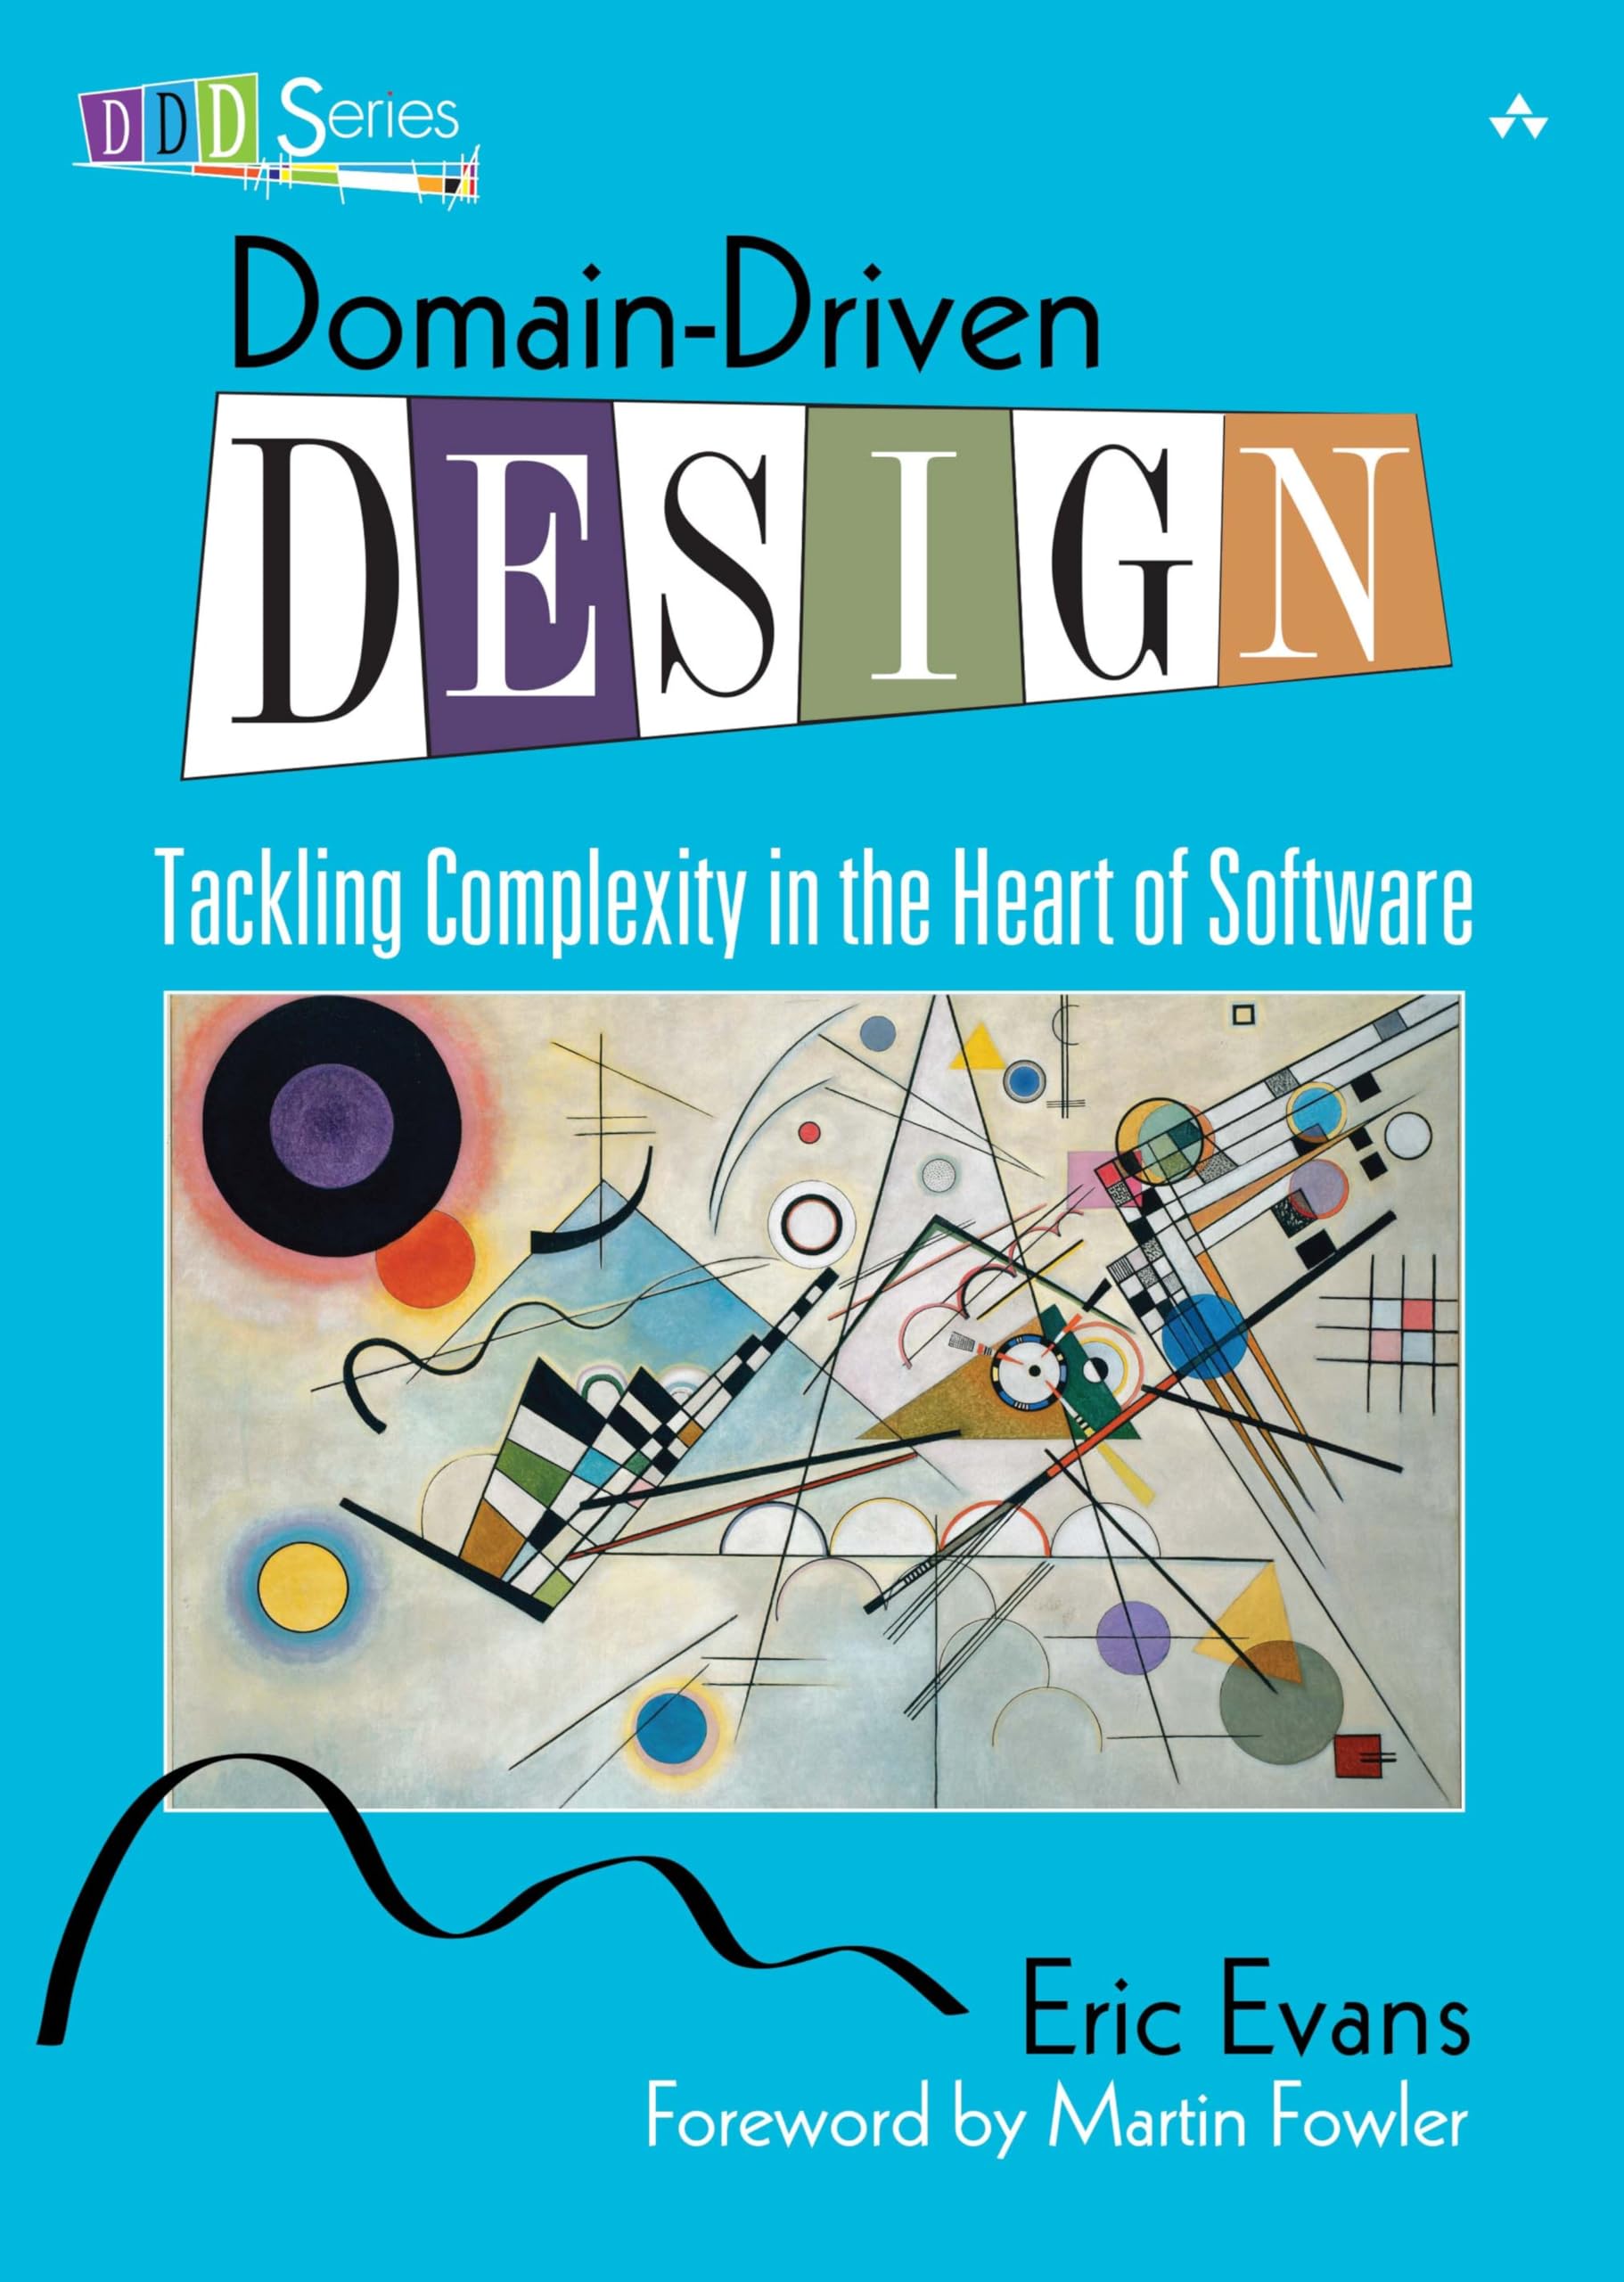 DDD Series
Domain-Driven
DESIGN
Tackling Complexity in the Heart of Software
Eric Evans
Foreword by Martin Fowler